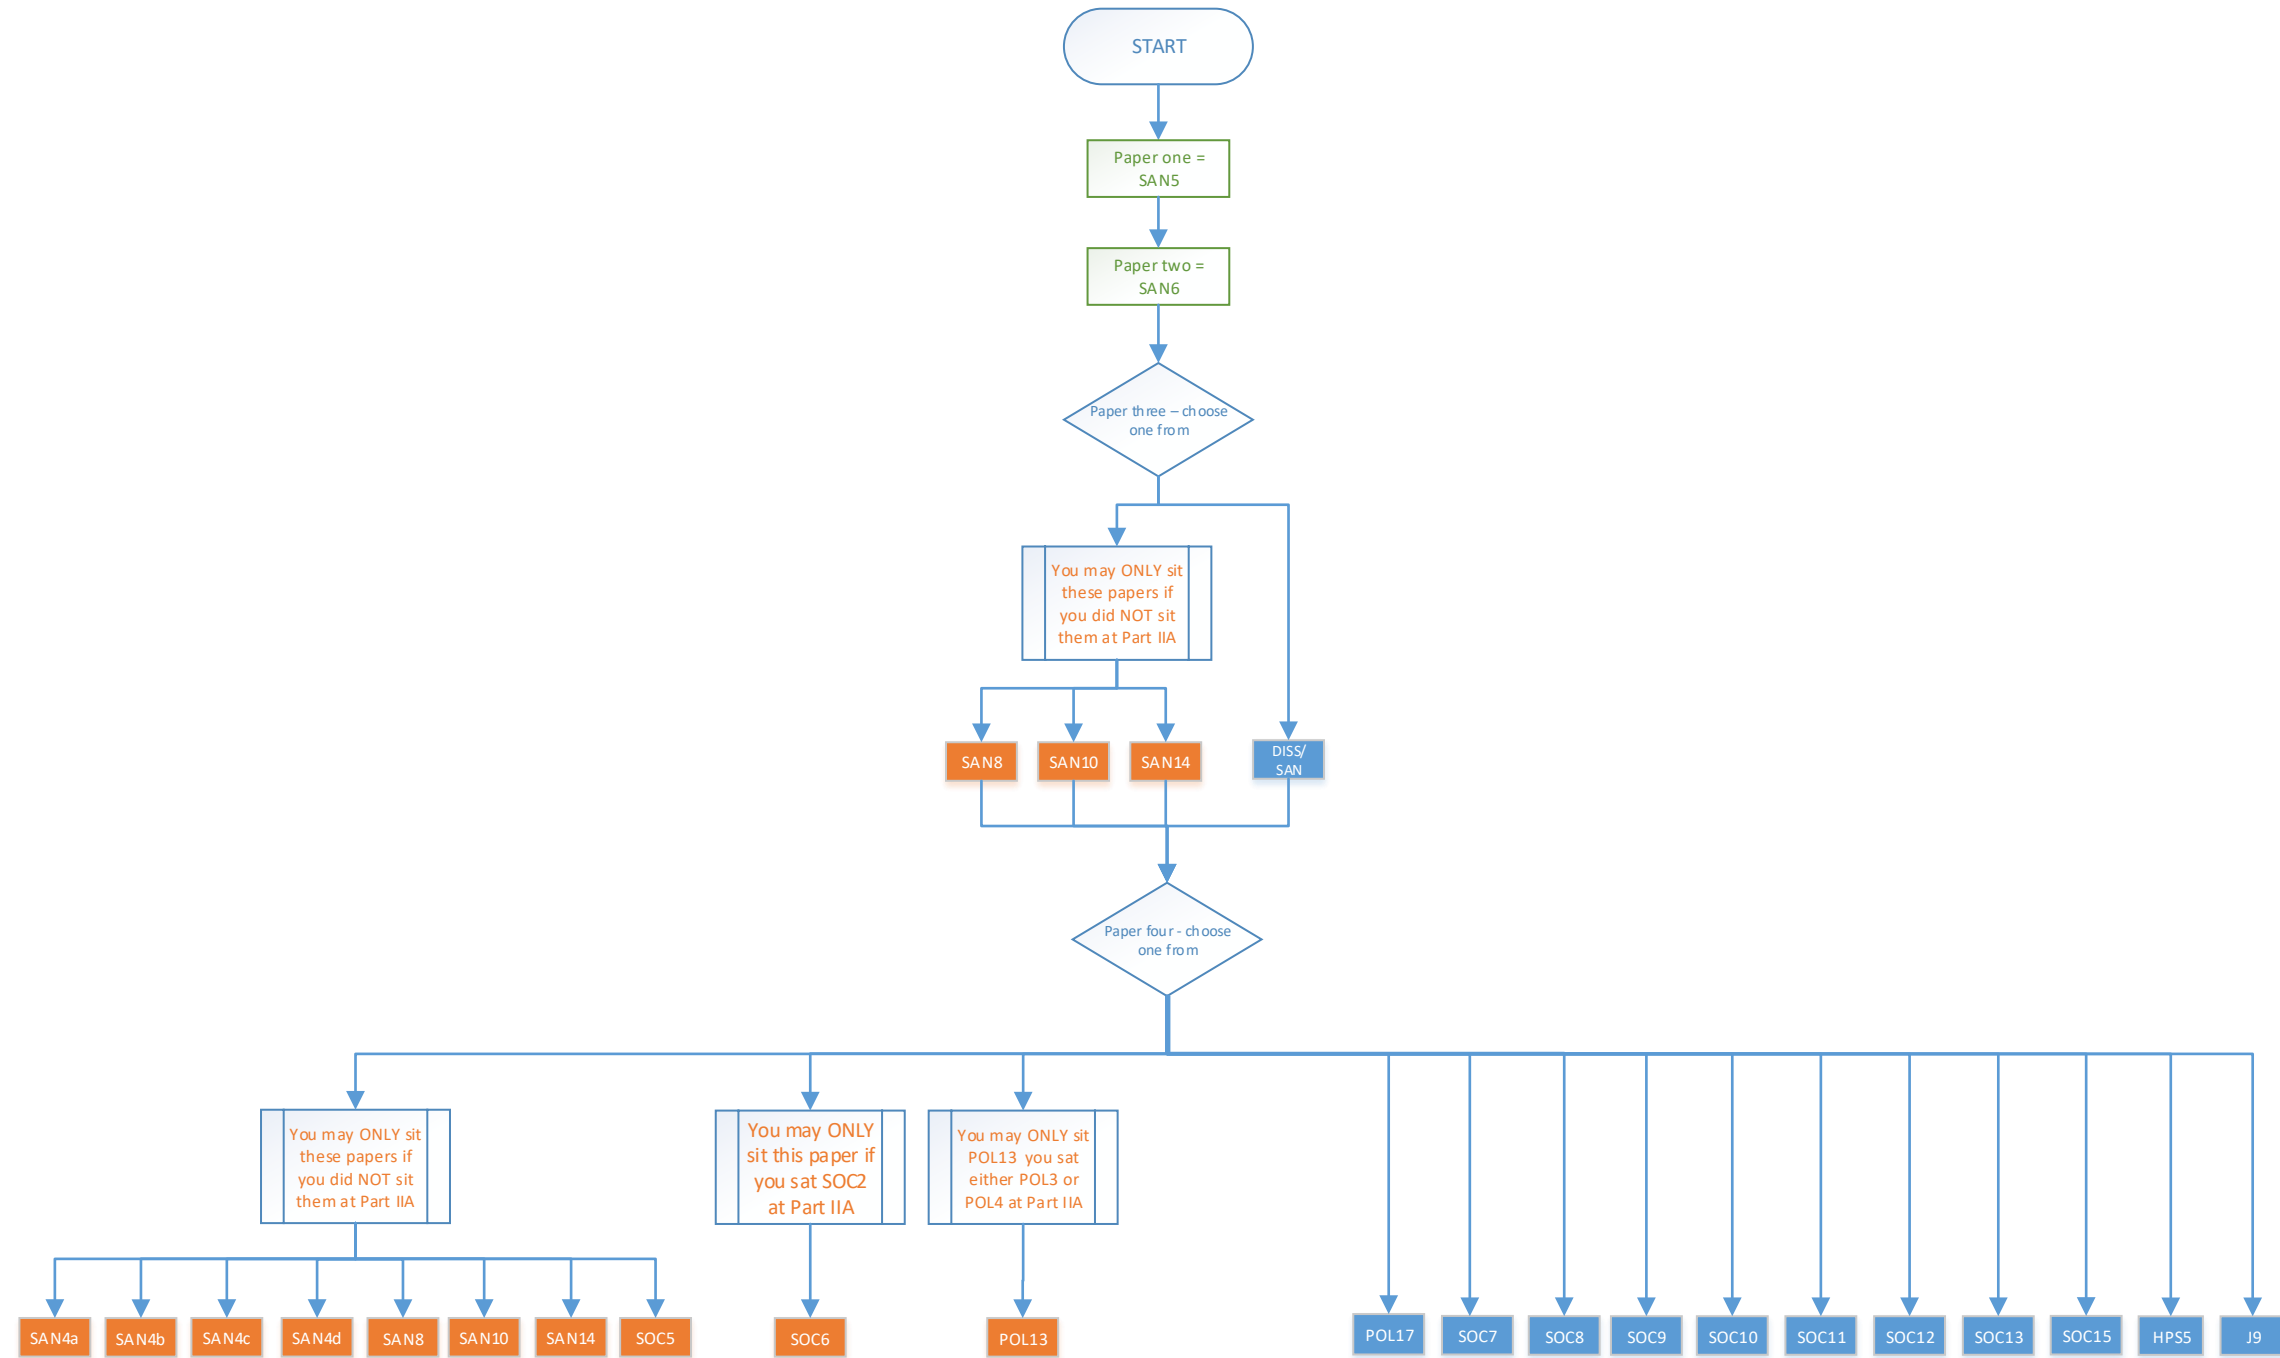 START
Paper one =
SAN5
Paper two =
SAN6
Paper three – choose
one from
You may ONLY sit
these papers if
you did NOT sit
them at Part IIA
SAN8
SAN10
SAN14
DISS/
SAN
Paper four - choose
one from
You may ONLY sit
these papers if
you did NOT sit
them at Part IIA
You may ONLY
sit this paper if
you sat SOC2
at Part IIA
You may ONLY sit
POL13 you sat
either POL3 or
POL4 at Part IIA
SAN4a
SAN4b
SAN4c
SAN4d
SAN8
SAN10
SAN14
SOC5
SOC6
POL13
POL17
SOC7
SOC8
SOC9
SOC10
SOC11
SOC12
SOC13
SOC15
HPS5
J9